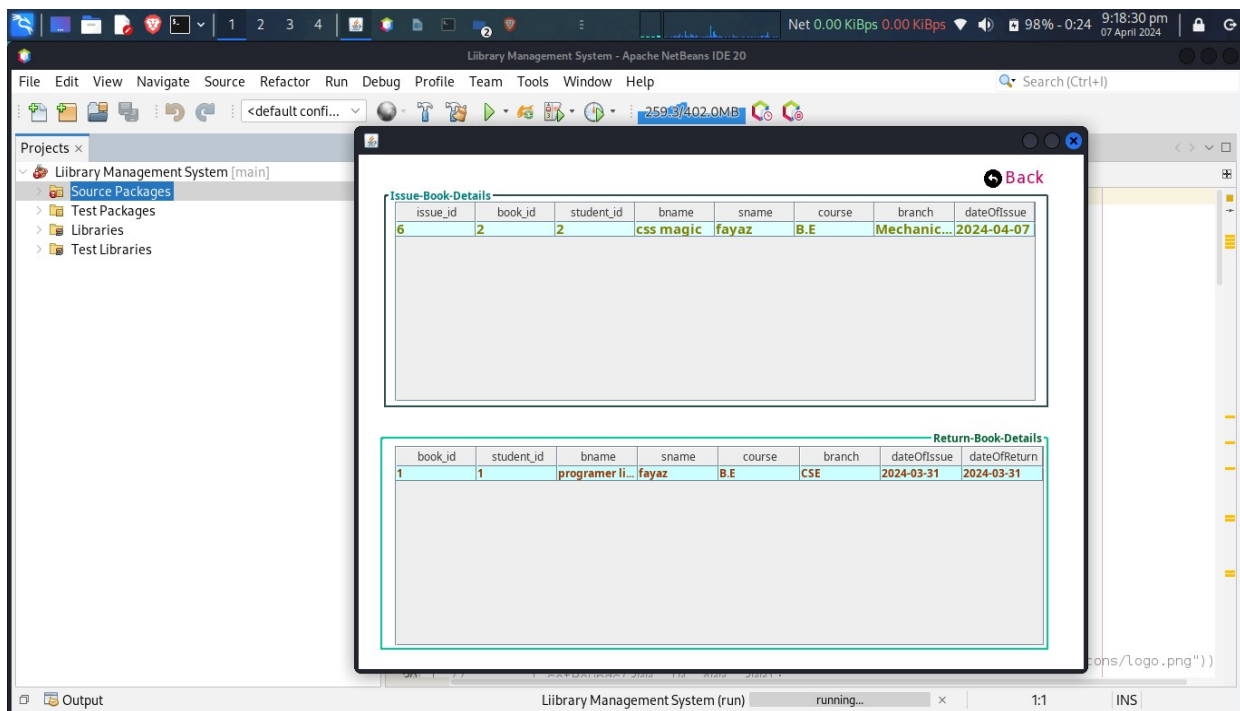 1 2 3 4 2 Net 0.00 KiBps 0.00 KiBps 98% - 0:24 9:18:30 pm
07 April 2024
Liibrary Management System - Apache NetBeans IDE 20
File Edit View Navigate Source Refactor Run Debug Profile Team Tools Window Help Search (Ctrl+I)
<default confi... 259.3/402.0MB
Projects ×
Liibrary Management System [main]
Source Packages
Test Packages
Libraries
Test Libraries
Back
Issue-Book-Details
issue_id book_id student_id bname sname course branch dateOfIssue
6 2 2 css magic fayaz B.E Mechanic... 2024-04-07
Return-Book-Details
book_id student_id bname sname course branch dateOfIssue dateOfReturn
1 1 programer li... fayaz B.E CSE 2024-03-31 2024-03-31
ons/logo.png"))
Output Liibrary Management System (run) running... × 1:1 INS